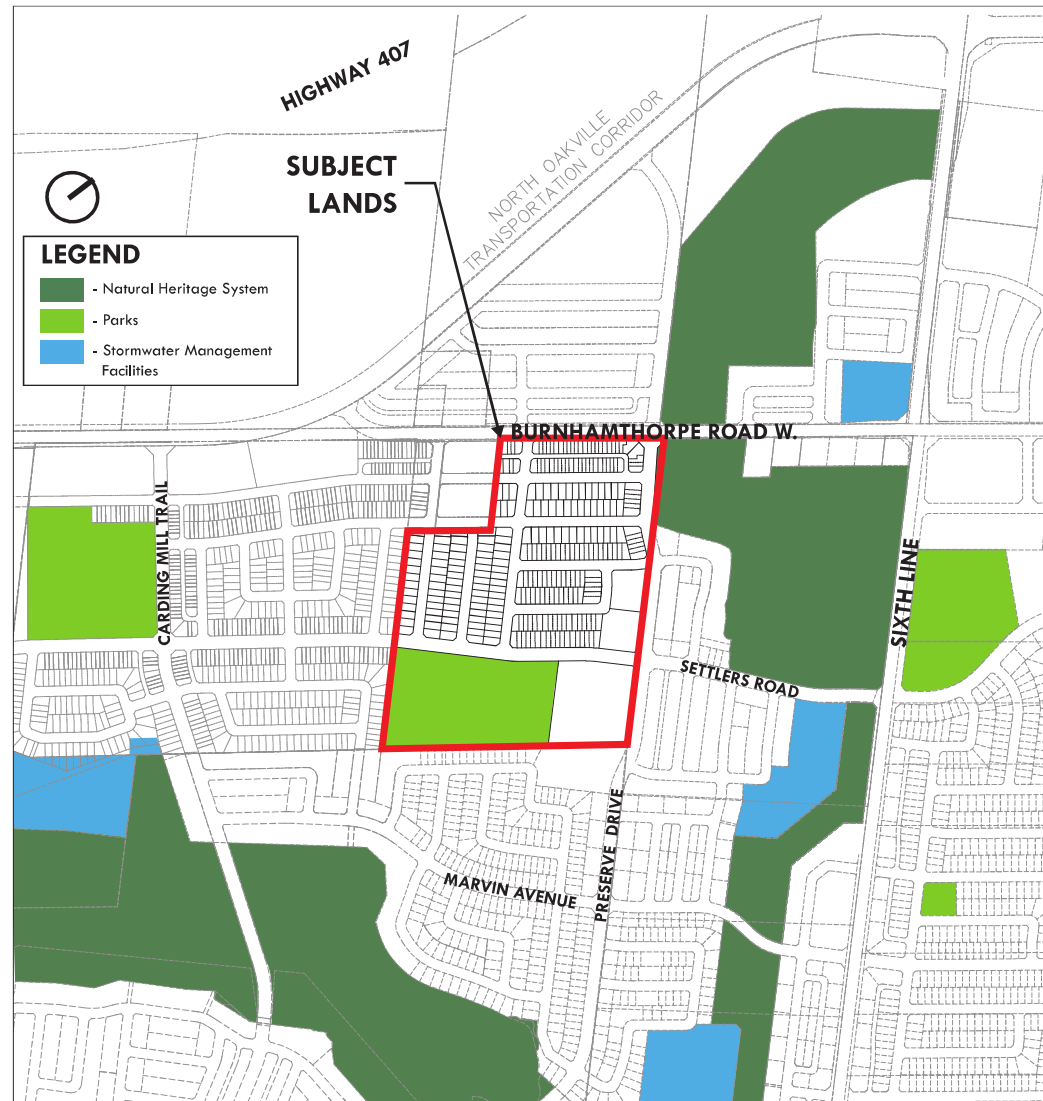 HIGHWAY 407
SUBJECT
LANDS
NORTH OAKVILLE
TRANSPORTATION CORRIDOR
LEGEND
- Natural Heritage System
- Parks
- Stormwater Management
Facilities
BURNHAMTHORPE ROAD W.
CARDING MILL TRAIL
SIXTH LINE
SETTLERS ROAD
PRESERVE DRIVE
MARVIN AVENUE